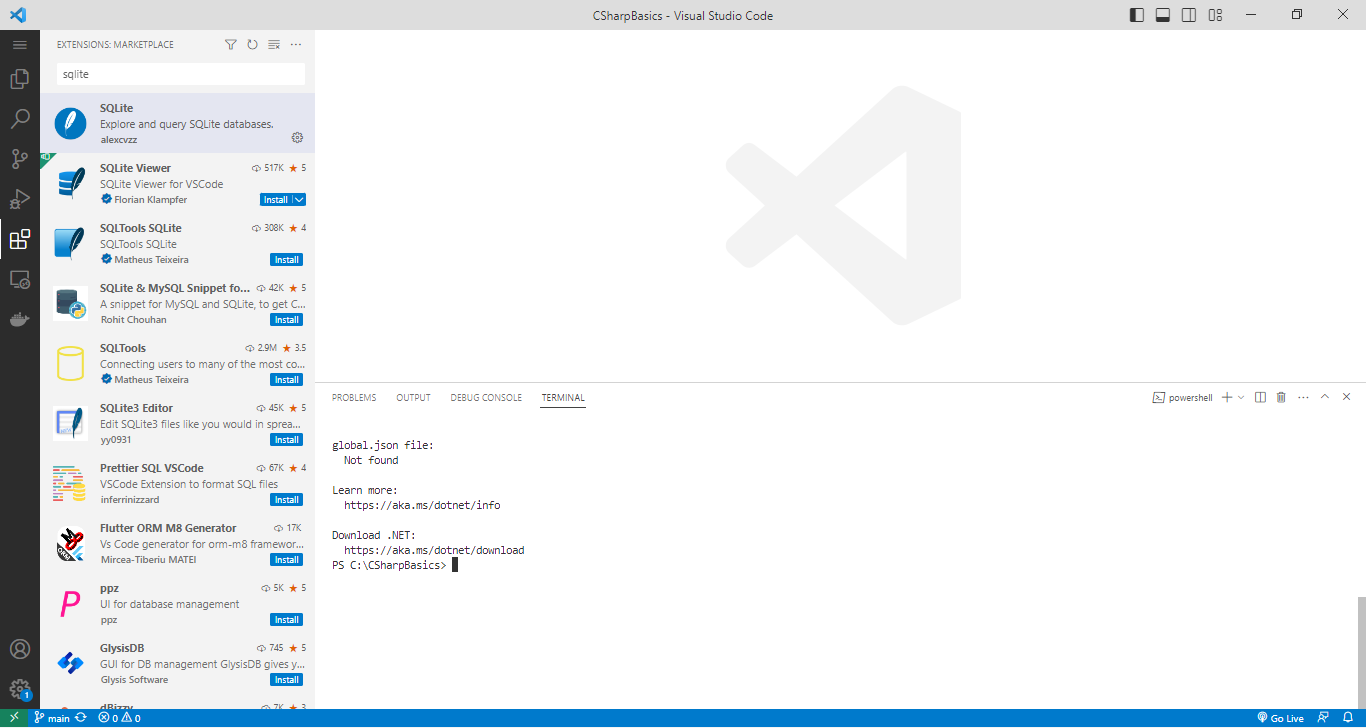 CSharpBasics - Visual Studio Code
EXTENSIONS: MARKETPLACE
sqlite
SQLite
Explore and query SQLite databases.
alexcvzz
SQLite Viewer 517K 5
SQLite Viewer for VSCode
Florian Klampfer Install
SQLTools SQLite 308K 4
SQLTools SQLite
Matheus Teixeira Install
SQLite & MySQL Snippet fo... 42K 5
A snippet for MySQL and SQLite, to get C...
Rohit Chouhan Install
SQLTools 2.9M 3.5
Connecting users to many of the most co...
Matheus Teixeira Install
SQLite3 Editor 45K 5
Edit SQLite3 files like you would in sprea...
yy0931 Install
Prettier SQL VSCode 67K 4
VSCode Extension to format SQL files
inferrinizzard Install
ORM
Flutter ORM M8 Generator 17K
Vs Code generator for orm-m8 framewor...
Mircea-Tiberiu MATEI Install
P
ppz 5K 5
UI for database management
ppz Install
GlysisDB 745 5
GUI for DB management GlysisDB gives y...
Glysis Software Install
dBizzy 7K 3
PROBLEMS OUTPUT DEBUG CONSOLE TERMINAL powershell
global.json file:
Not found
Learn more:
https://aka.ms/dotnet/info
Download .NET:
https://aka.ms/dotnet/download
PS C:\CSharpBasics>
1
main 0 0 Go Live